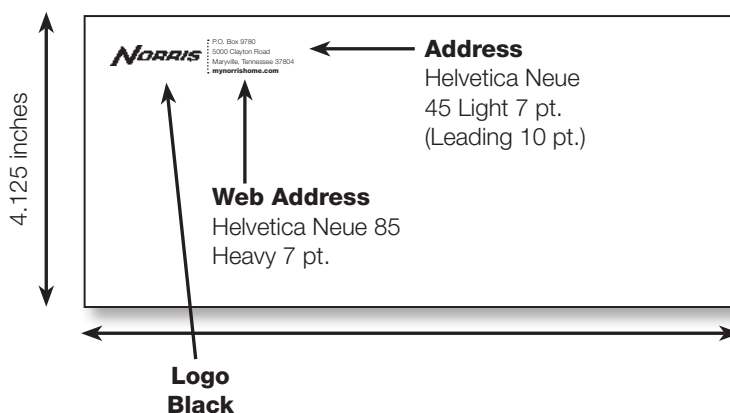 NORRIS
P.O. Box 9780
5000 Clayton Road
Maryville, Tennessee 37804
mynorrishome.com
Address
Helvetica Neue
45 Light 7 pt.
(Leading 10 pt.)
4.125 inches
Web Address
Helvetica Neue 85
Heavy 7 pt.
Logo
Black